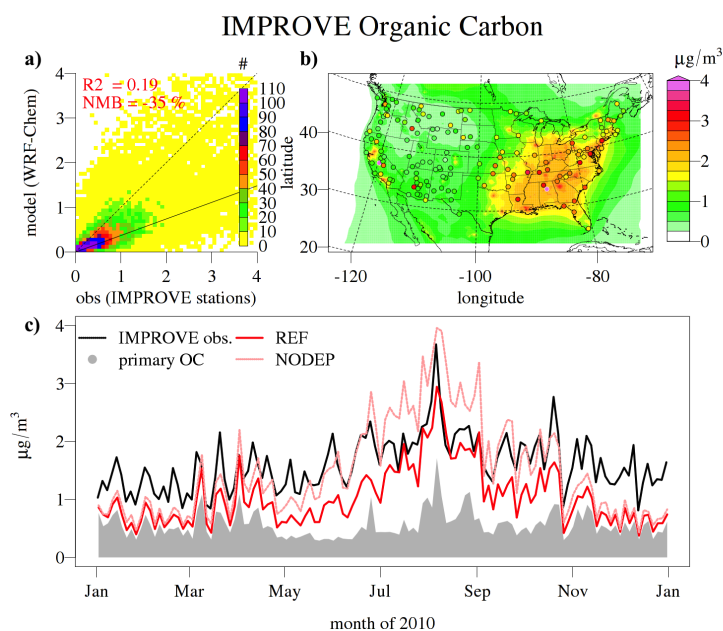 IMPROVE Organic Carbon
a)
R2 = 0.19
NMB = -35 %
#
110
100
90
80
70
60
50
40
30
20
10
0
4
3
2
1
0
model (WRF-Chem)
0 1 2 3 4
obs (IMPROVE stations)
b)
µg/m³
4
3
2
1
0
latitude
40
30
20
-120 -100 -80
longitude
c)
IMPROVE obs.
REF
primary OC
NODEP
4
3
2
1
0
µg/m³
Jan Mar May Jul Sep Nov Jan
month of 2010